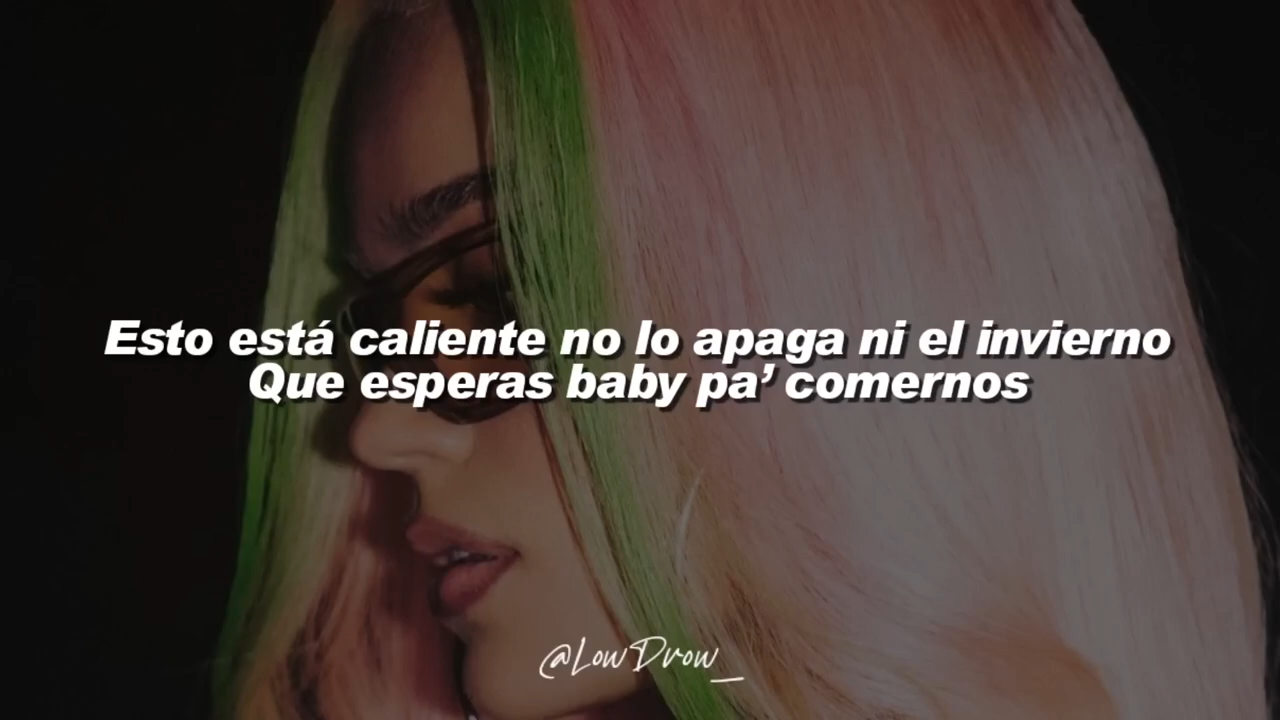 Esto está caliente no lo apaga ni el invierno
Que esperas baby pa’ comernos
@LowDrow_